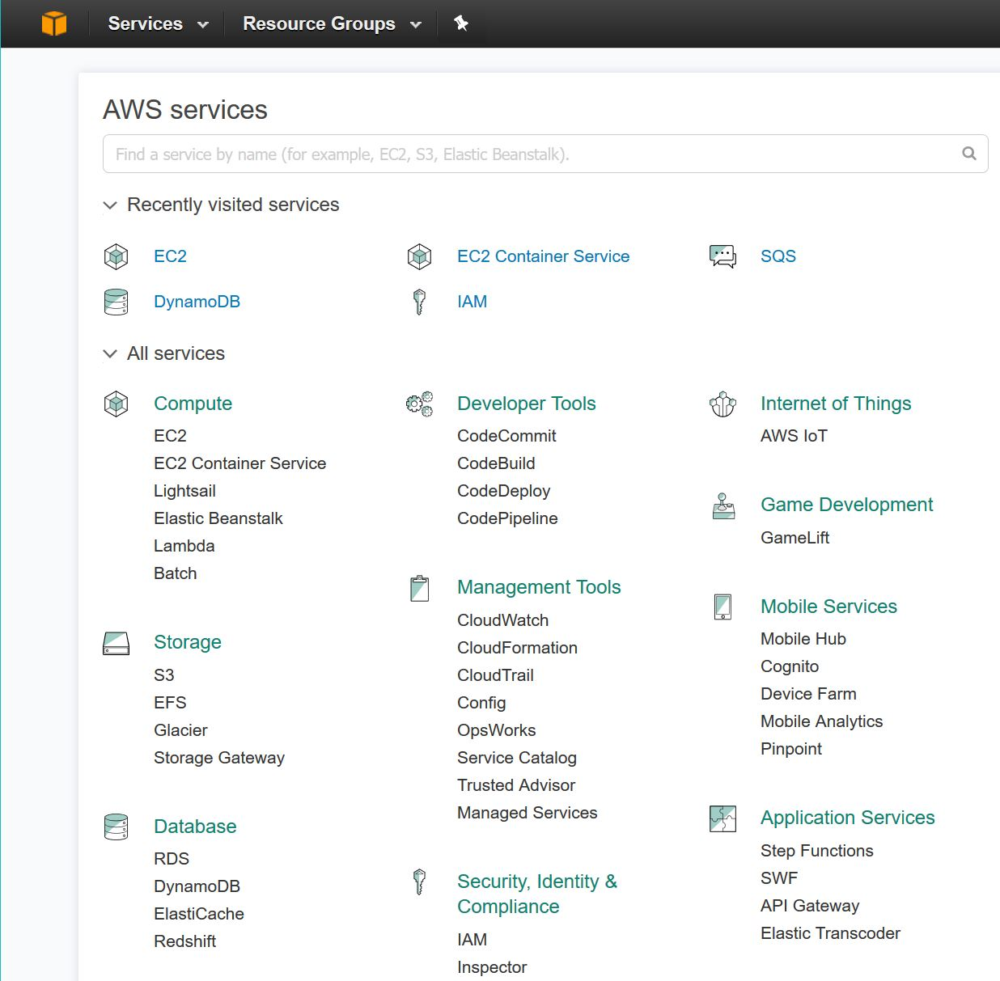 Services
Resource Groups
AWS services
Find a service by name (for example, EC2, S3, Elastic Beanstalk).
Recently visited services
EC2
EC2 Container Service
SQS
DynamoDB
IAM
All services
Compute
EC2
EC2 Container Service
Lightsail
Elastic Beanstalk
Lambda
Batch
Storage
S3
EFS
Glacier
Storage Gateway
Database
RDS
DynamoDB
ElastiCache
Redshift
Developer Tools
CodeCommit
CodeBuild
CodeDeploy
CodePipeline
Management Tools
CloudWatch
CloudFormation
CloudTrail
Config
OpsWorks
Service Catalog
Trusted Advisor
Managed Services
Security, Identity &
Compliance
IAM
Inspector
Internet of Things
AWS IoT
Game Development
GameLift
Mobile Services
Mobile Hub
Cognito
Device Farm
Mobile Analytics
Pinpoint
Application Services
Step Functions
SWF
API Gateway
Elastic Transcoder